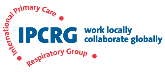 International Primary Care
IPCRG
Respiratory Group
work locally
collaborate globally